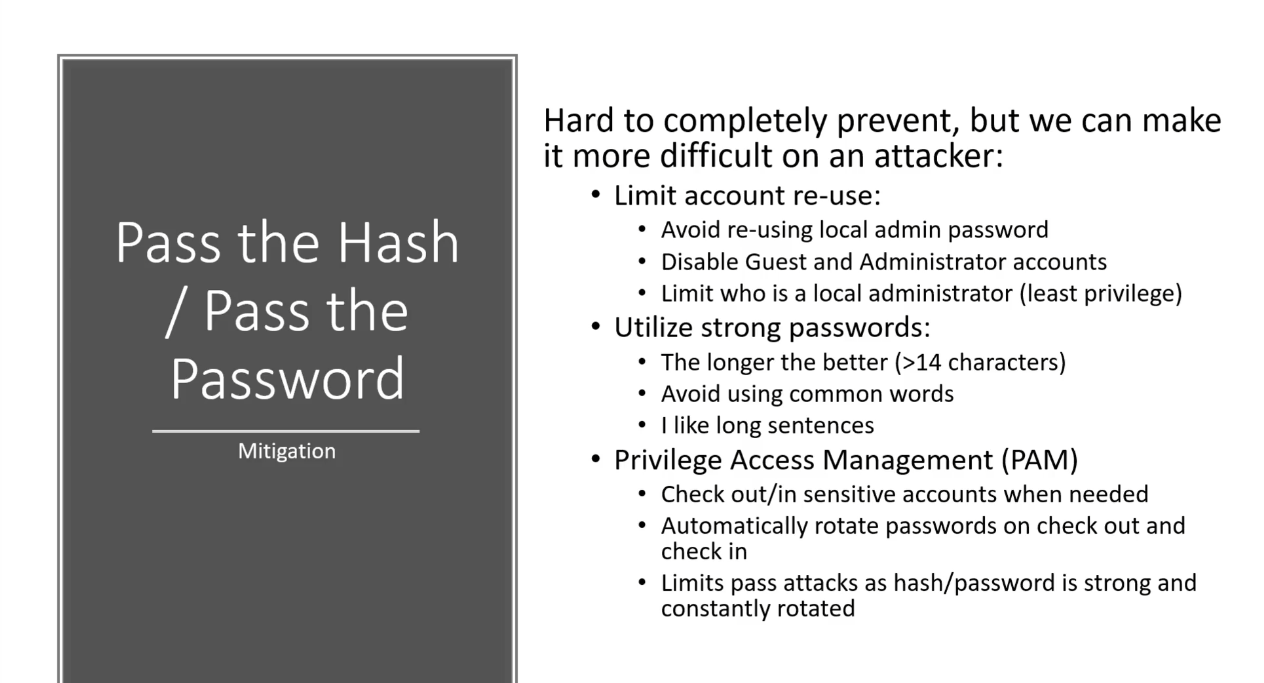 Pass the Hash
/ Pass the
Password
Mitigation
Hard to completely prevent, but we can make
it more difficult on an attacker:
• Limit account re-use:
• Avoid re-using local admin password
• Disable Guest and Administrator accounts
• Limit who is a local administrator (least privilege)
• Utilize strong passwords:
• The longer the better (>14 characters)
• Avoid using common words
• I like long sentences
• Privilege Access Management (PAM)
• Check out/in sensitive accounts when needed
• Automatically rotate passwords on check out and
check in
• Limits pass attacks as hash/password is strong and
constantly rotated